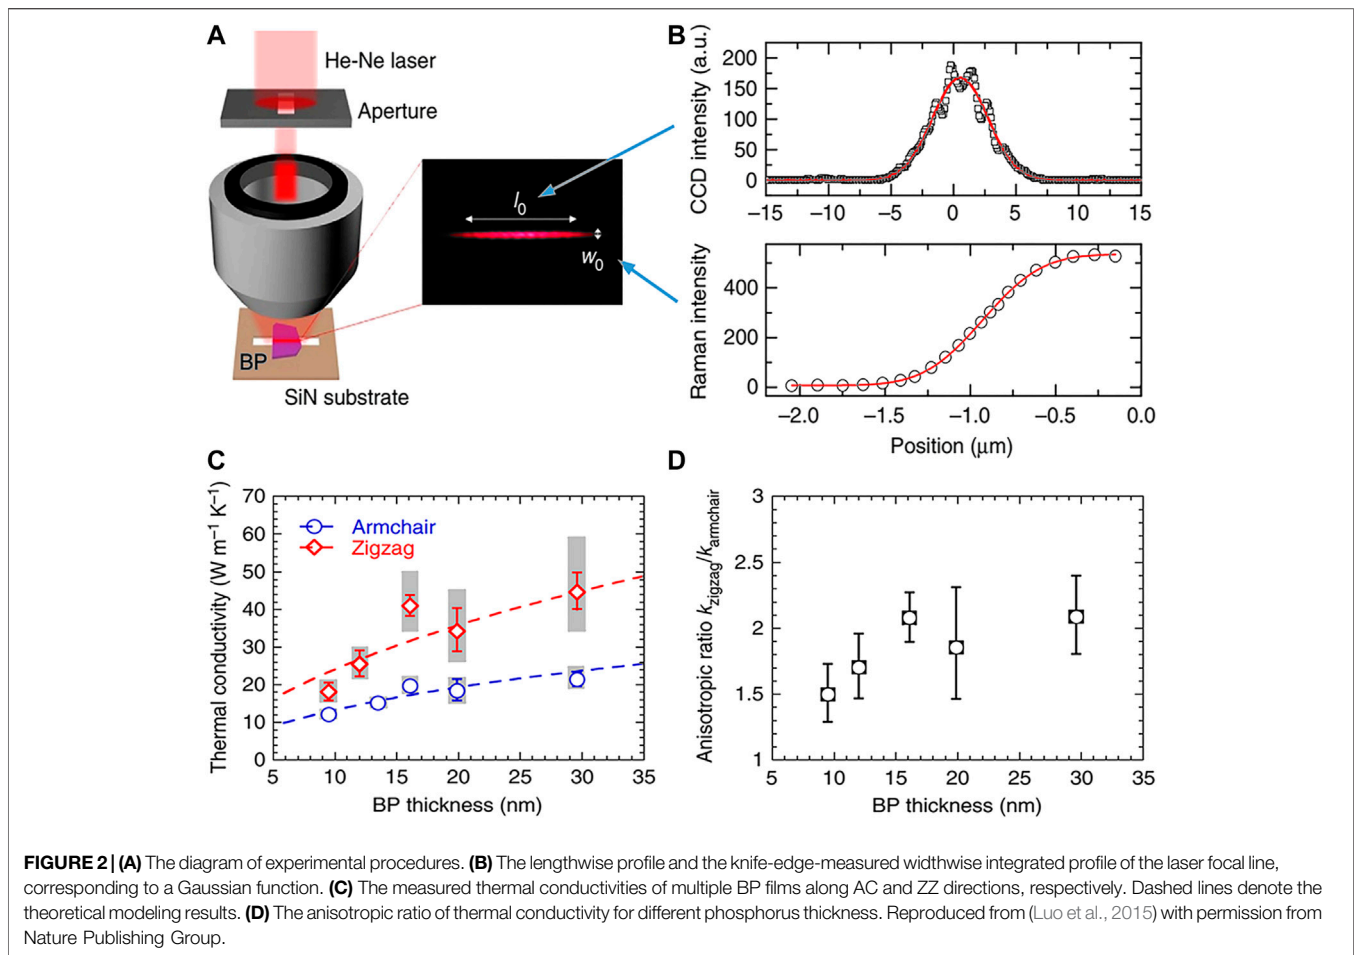 A
He-Ne laser
Aperture
l0
w0
BP
SiN substrate
B
CCD intensity (a.u.)
200
150
100
50
0
−15 −10 −5 0 5 10 15
Raman intensity
400
200
0
−2.0 −1.5 −1.0 −0.5 0.0
Position (μm)
C
Thermal conductivity (W m−1 K−1)
70
60
50
40
30
20
10
0
Armchair
Zigzag
5 10 15 20 25 30 35
BP thickness (nm)
D
Anisotropic ratio kzigzag/karmchair
3
2.5
2
1.5
1
5 10 15 20 25 30 35
BP thickness (nm)
FIGURE 2 | (A) The diagram of experimental procedures. (B) The lengthwise profile and the knife-edge-measured widthwise integrated profile of the laser focal line,
corresponding to a Gaussian function. (C) The measured thermal conductivities of multiple BP films along AC and ZZ directions, respectively. Dashed lines denote the
theoretical modeling results. (D) The anisotropic ratio of thermal conductivity for different phosphorus thickness. Reproduced from (Luo et al., 2015) with permission from
Nature Publishing Group.